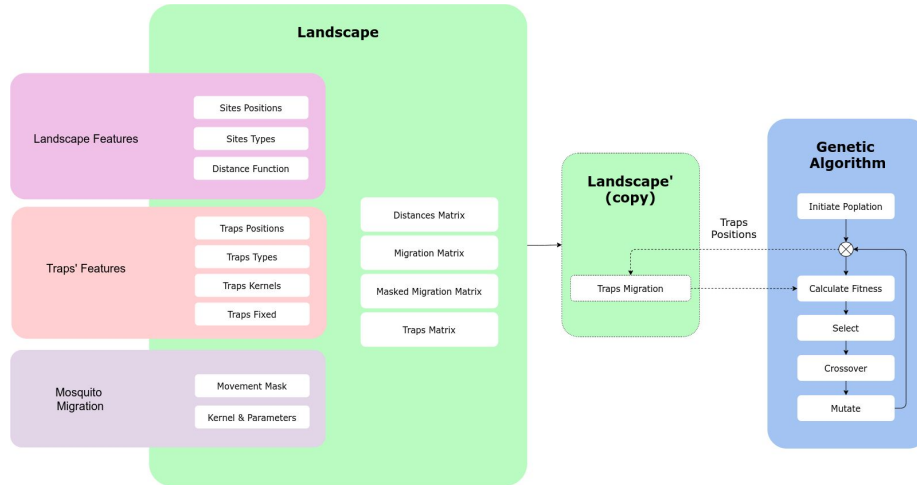 Landscape
Landscape Features
Sites Positions
Sites Types
Distance Function
Traps' Features
Traps Positions
Traps Types
Traps Kernels
Traps Fixed
Mosquito
Migration
Movement Mask
Kernel & Parameters
Distances Matrix
Migration Matrix
Masked Migration Matrix
Traps Matrix
Landscape'
(copy)
Traps Migration
Traps
Positions
Genetic
Algorithm
Initiate Poplation
Calculate Fitness
Select
Crossover
Mutate